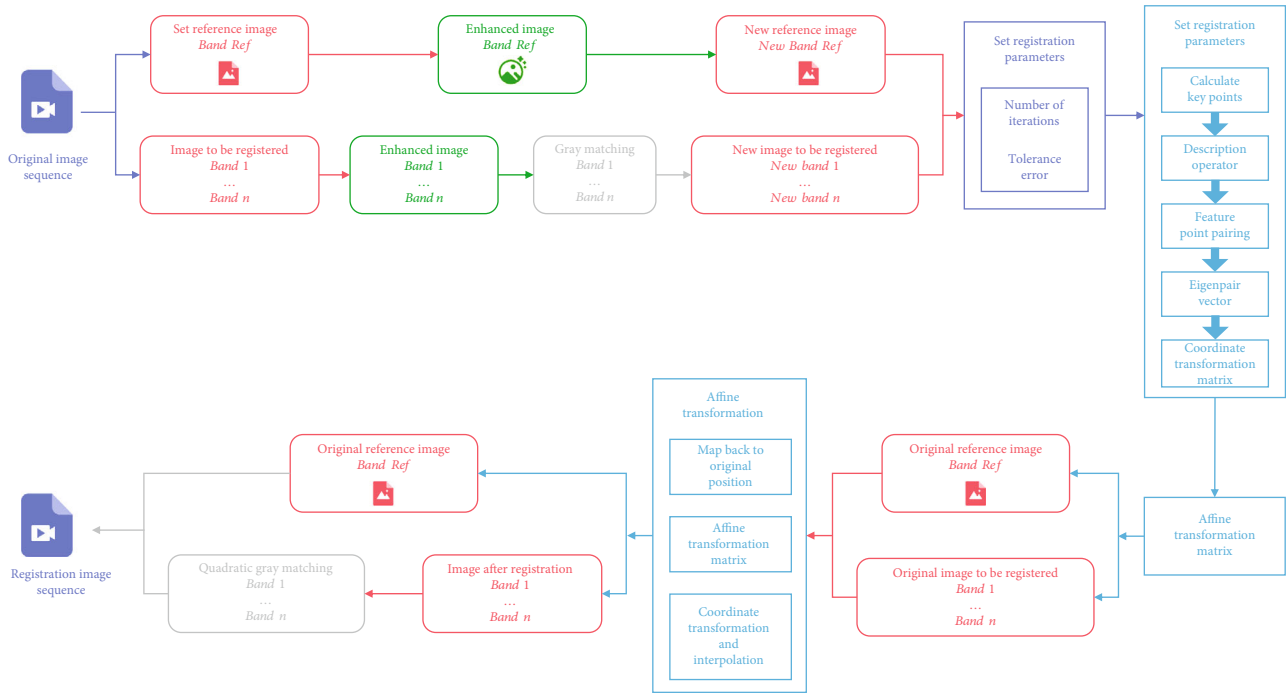 Original image
sequence
Set reference image
Band Ref
Enhanced image
Band Ref
New reference image
New Band Ref
Image to be registered
Band 1
…
Band n
Enhanced image
Band 1
…
Band n
Gray matching
Band 1
…
Band n
New image to be registered
New band 1
…
New band n
Set registration
parameters
Number of
iterations
Tolerance
error
Set registration
parameters
Calculate
key points
Description
operator
Feature
point pairing
Eigenpair
vector
Coordinate
transformation
matrix
Affine
transformation
matrix
Original reference image
Band Ref
Original image to be registered
Band 1
…
Band n
Affine
transformation
Map back to
original
position
Affine
transformation
matrix
Coordinate
transformation
and
interpolation
Original reference image
Band Ref
Image after registration
Band 1
…
Band n
Quadratic gray matching
Band 1
…
Band n
Registration image
sequence